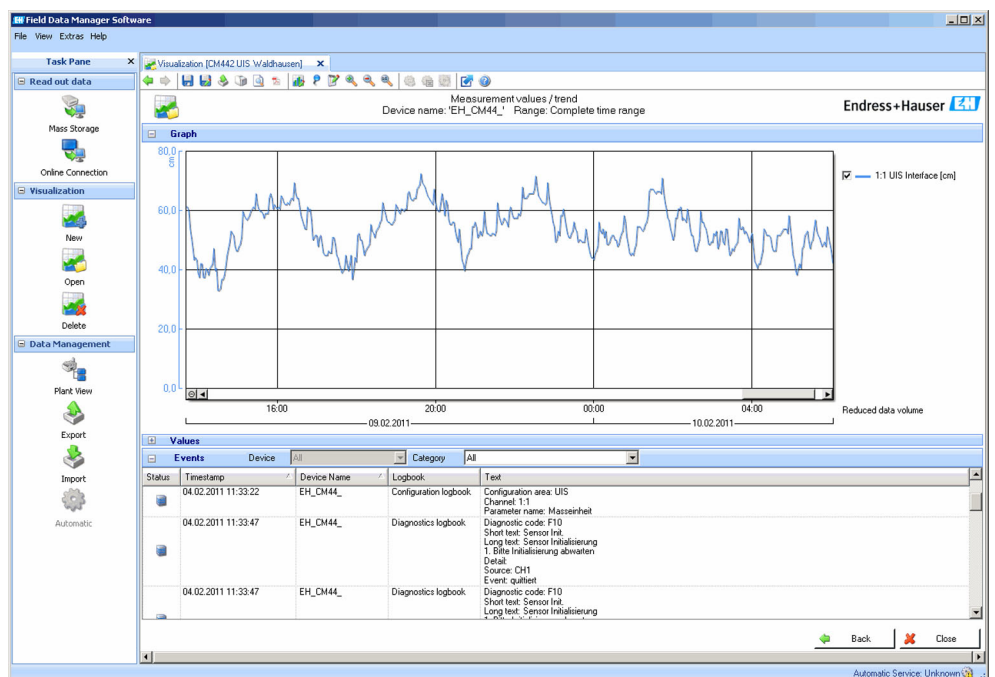 Field Data Manager Software
File View Extras Help
Task Pane
Read out data
Mass Storage
Online Connection
Visualization
New
Open
Delete
Data Management
Plant View
Export
Import
Automatic
Visualization [CM442 UIS Waldhausen]
Measurement values / trend
Device name: 'EH_CM44_' Range: Complete time range
Endress+Hauser EH
Graph
80,0
cm
60,0
40,0
20,0
0,0
1:1 UIS Interface [cm]
16:00 20:00 00:00 04:00
Reduced data volume
09.02.2011 10.02.2011
Values
Events Device All Category All
Status Timestamp Device Name Logbook Text
04.02.2011 11:33:22 EH_CM44_ Configuration logbook Configuration area: UIS
Channel: 1:1
Parameter name: Masseinheit
04.02.2011 11:33:47 EH_CM44_ Diagnostics logbook Diagnostic code: F10
Short text: Sensor Init.
Long text: Sensor Initialisierung
1. Bitte Initialisierung abwarten
Detail:
Source: CH1
Event: quittiert
04.02.2011 11:33:47 EH_CM44_ Diagnostics logbook Diagnostic code: F10
Short text: Sensor Init.
Long text: Sensor Initialisierung
Back Close
Automatic Service: Unknown